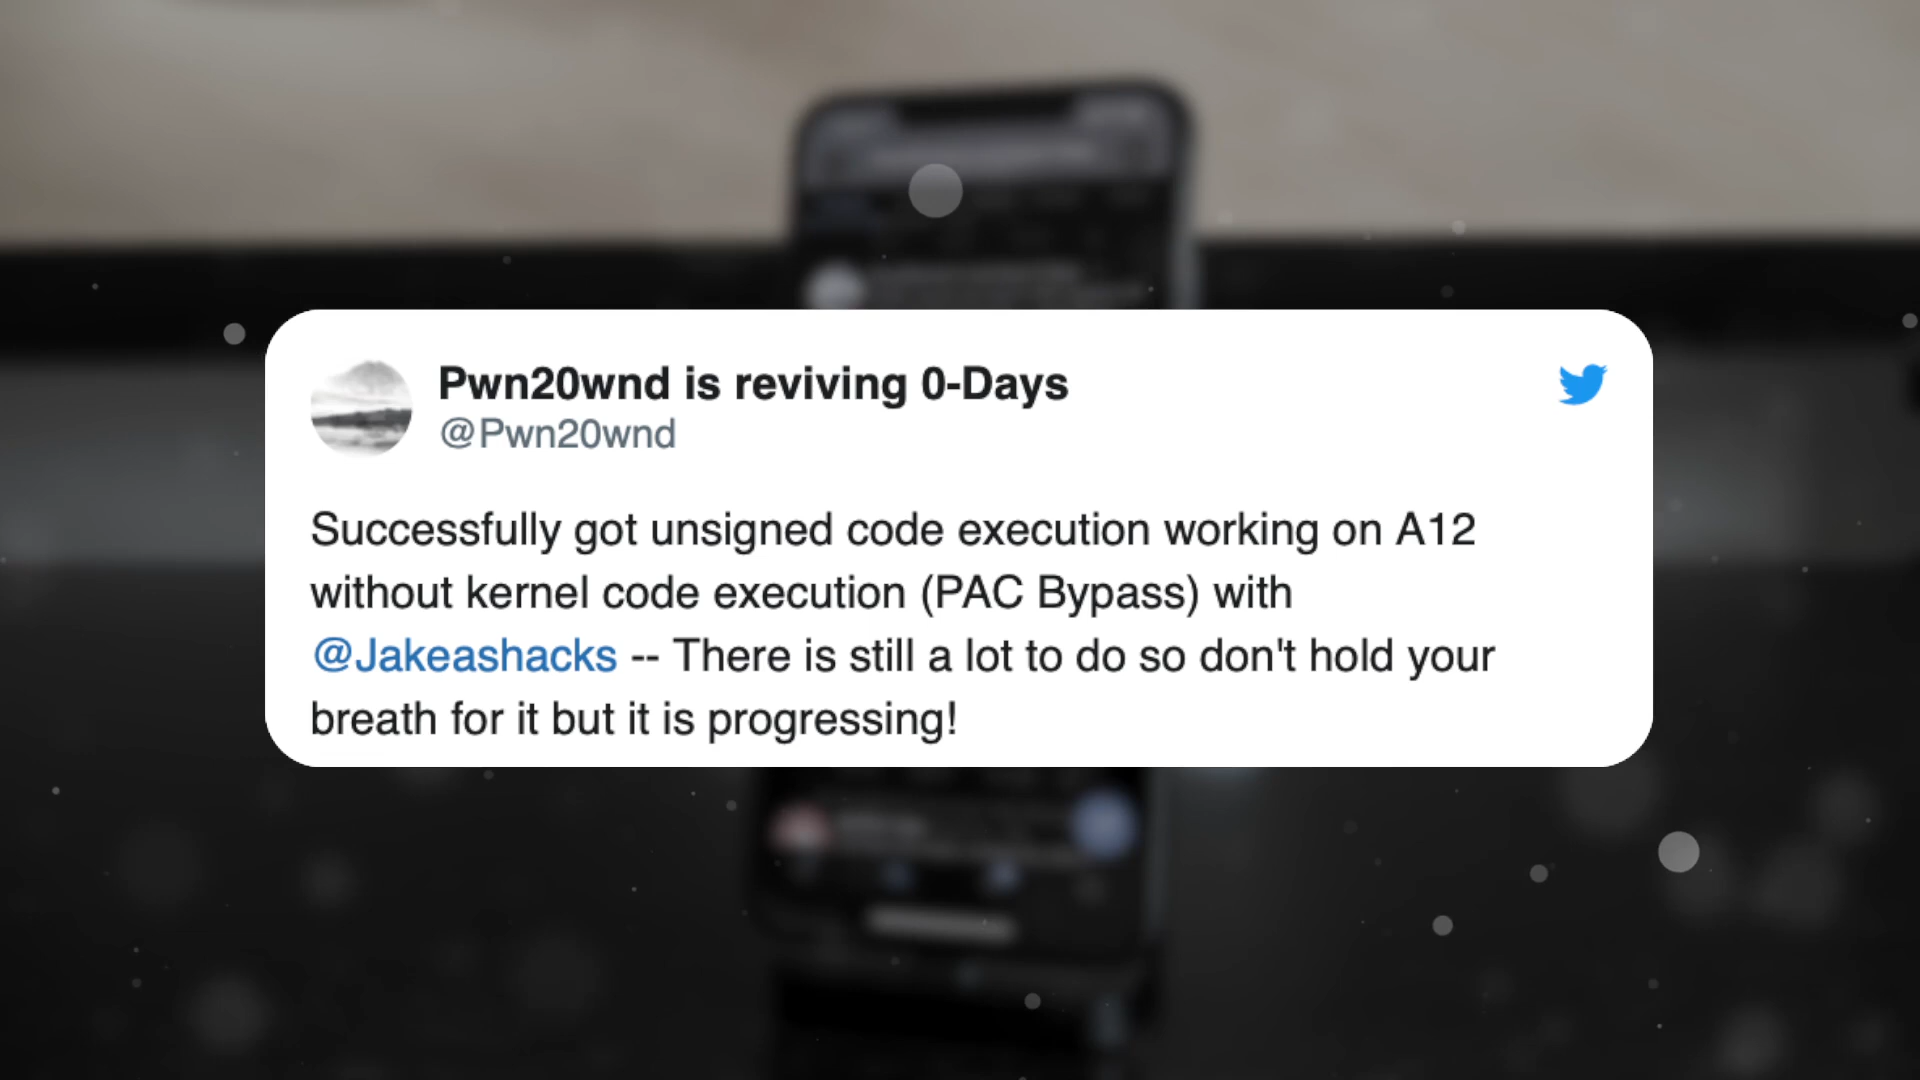 Pwn20wnd is reviving 0-Days
@Pwn20wnd
Successfully got unsigned code execution working on A12
without kernel code execution (PAC Bypass) with
@Jakeashacks -- There is still a lot to do so don't hold your
breath for it but it is progressing!